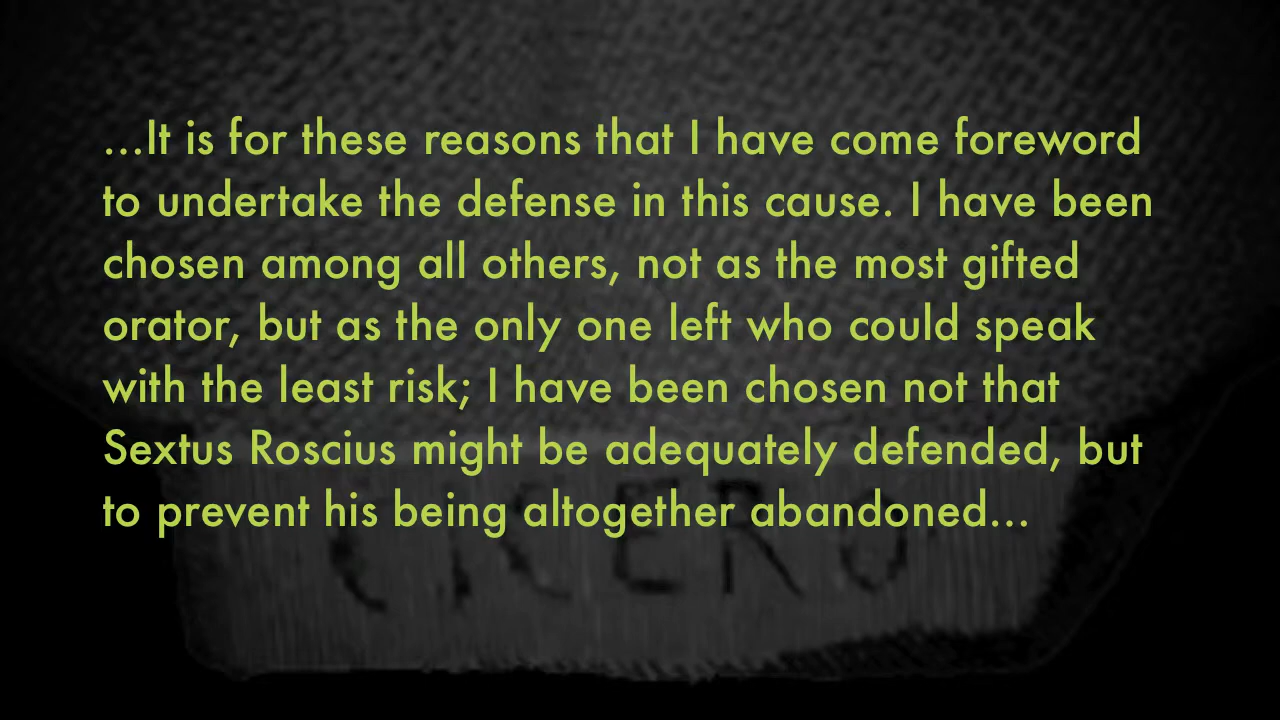 ...It is for these reasons that I have come foreword
to undertake the defense in this cause. I have been
chosen among all others, not as the most gifted
orator, but as the only one left who could speak
with the least risk; I have been chosen not that
Sextus Roscius might be adequately defended, but
to prevent his being altogether abandoned...
CICERO